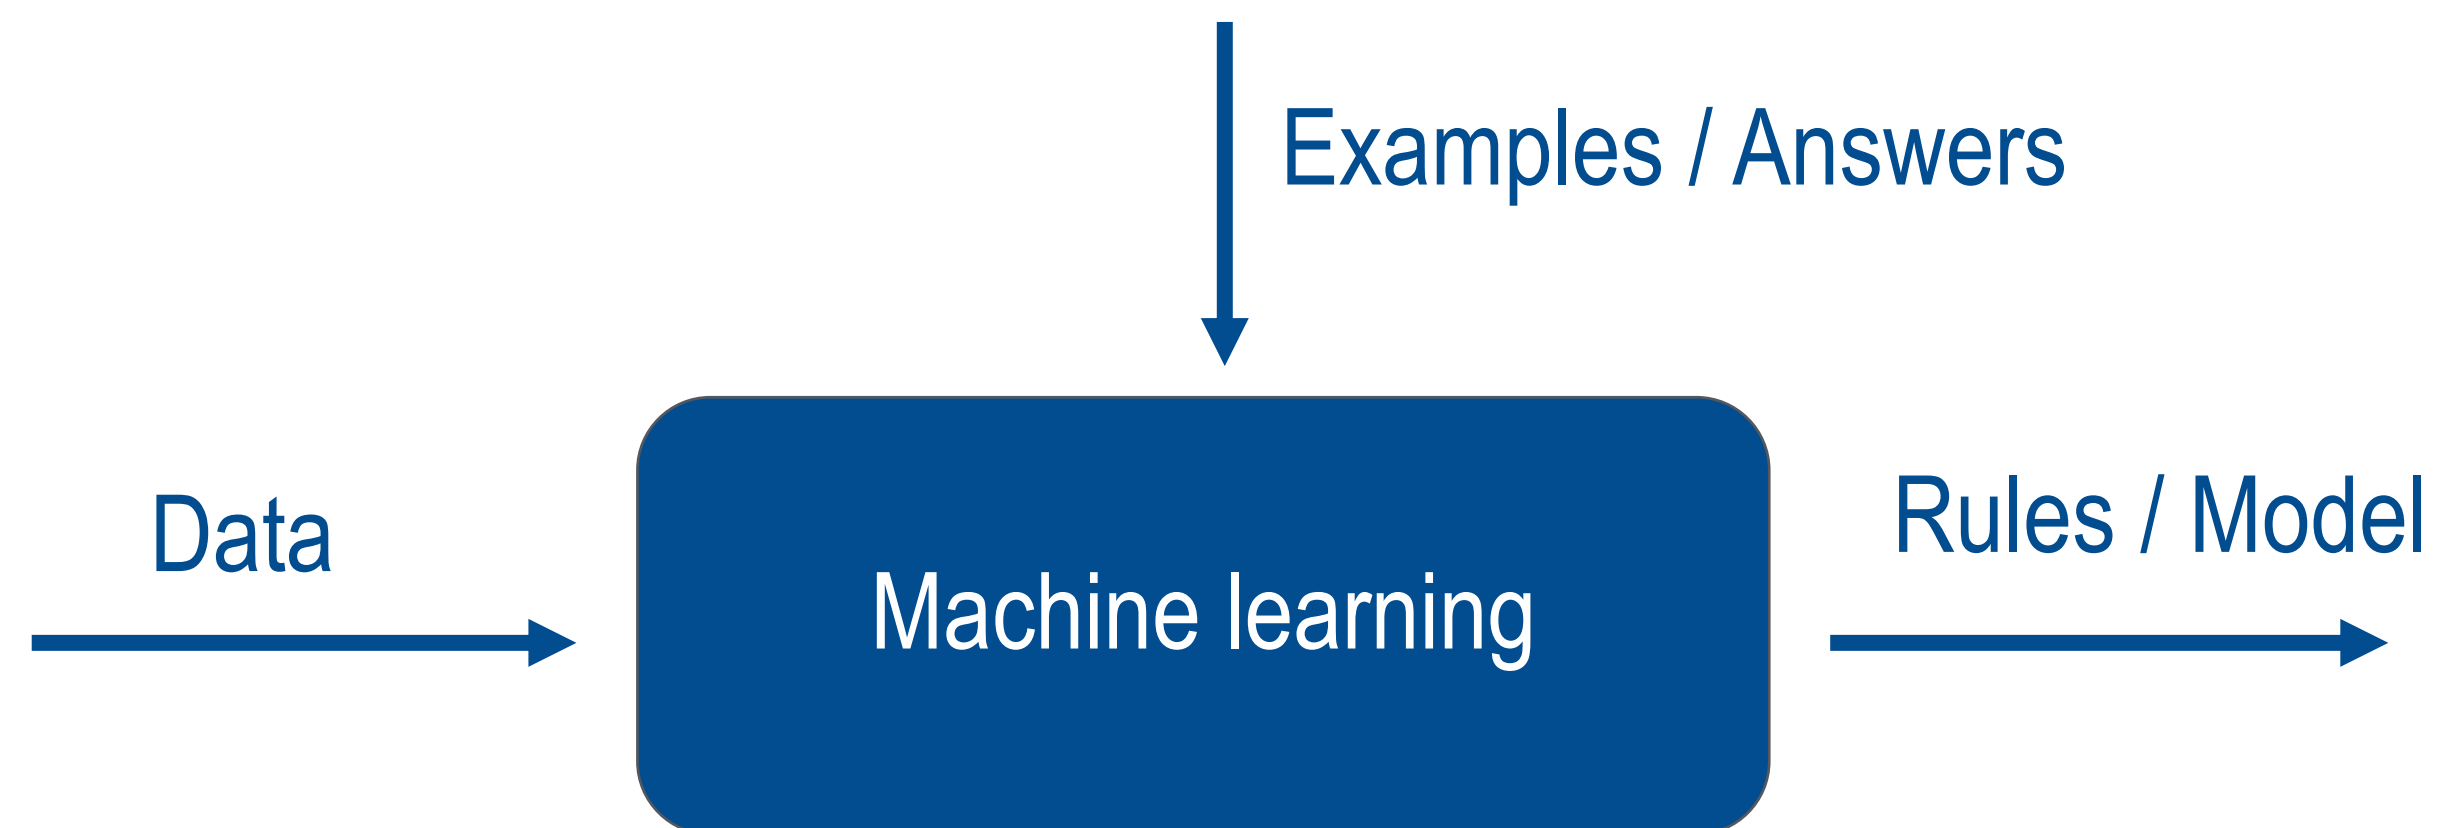 Examples / Answers
Data
Machine learning
Rules / Model